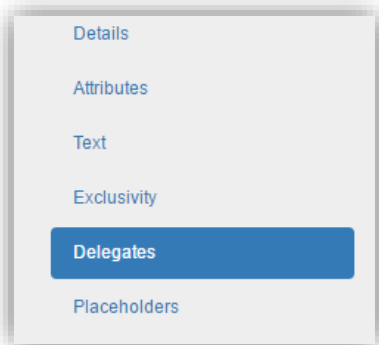 Details
Attributes
Text
Exclusivity
Delegates
Placeholders